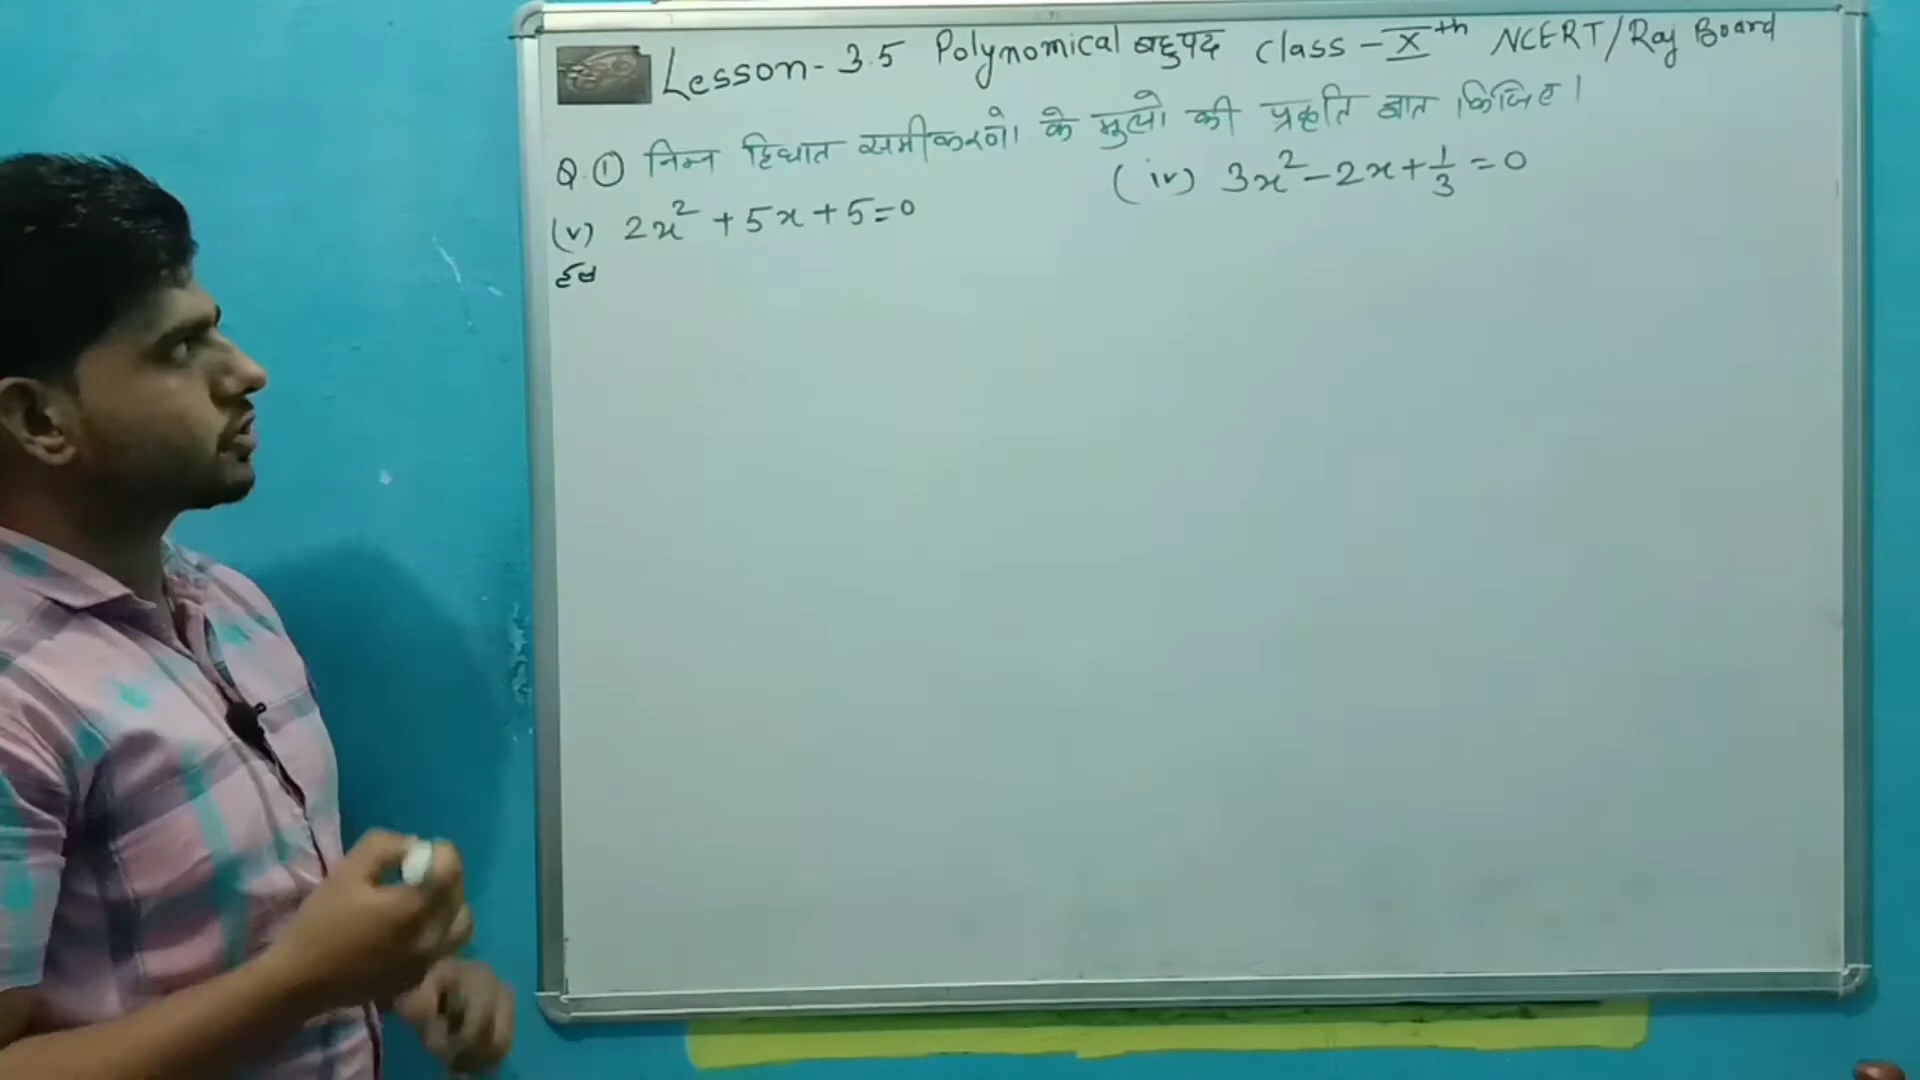 Lesson - 3.5 Polynomical बहुपद Class - Xth NCERT/Raj Board
Q.① निम्न द्विघात समीकरणों के मुलो की प्रकृति ज्ञात किजिए।
(iv) 3x² - 2x + 1/3 = 0
(v) 2x² + 5x + 5 = 0
हल